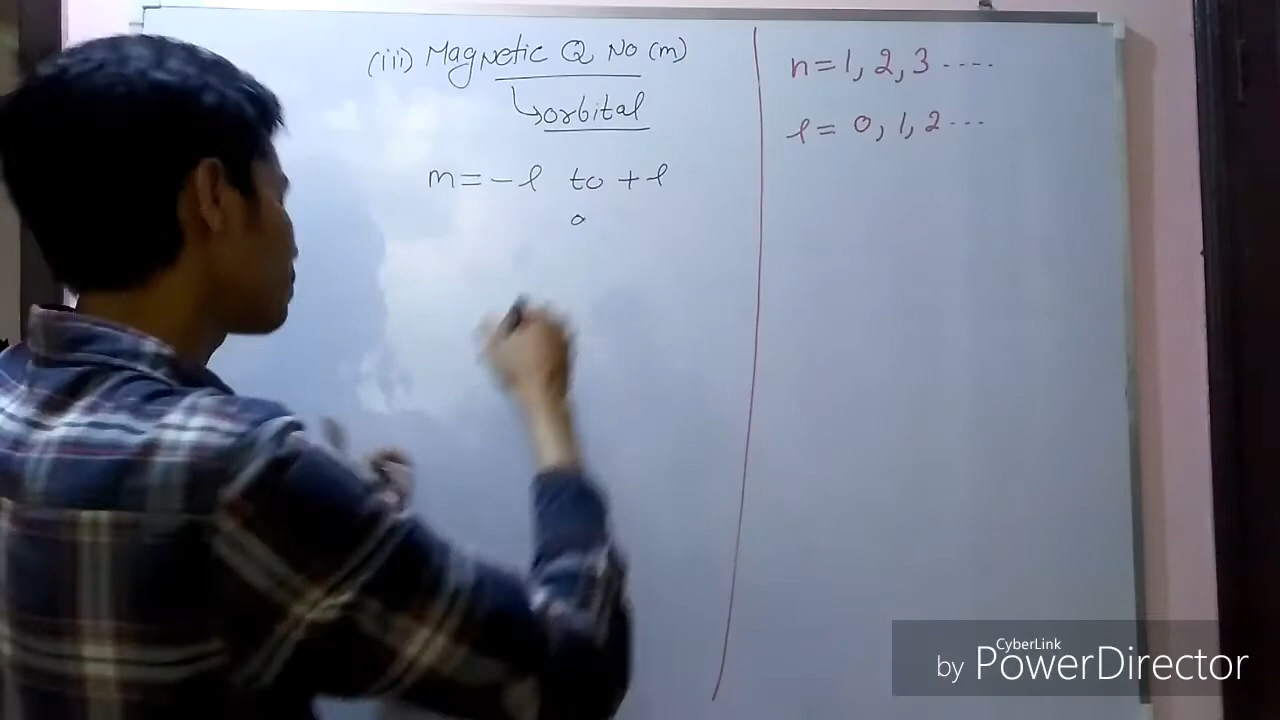 (iii) Magnetic Q No (m)
↳orbital
m = -l to +l
0
n = 1, 2, 3 ....
l = 0, 1, 2 ...
CyberLink
by PowerDirector